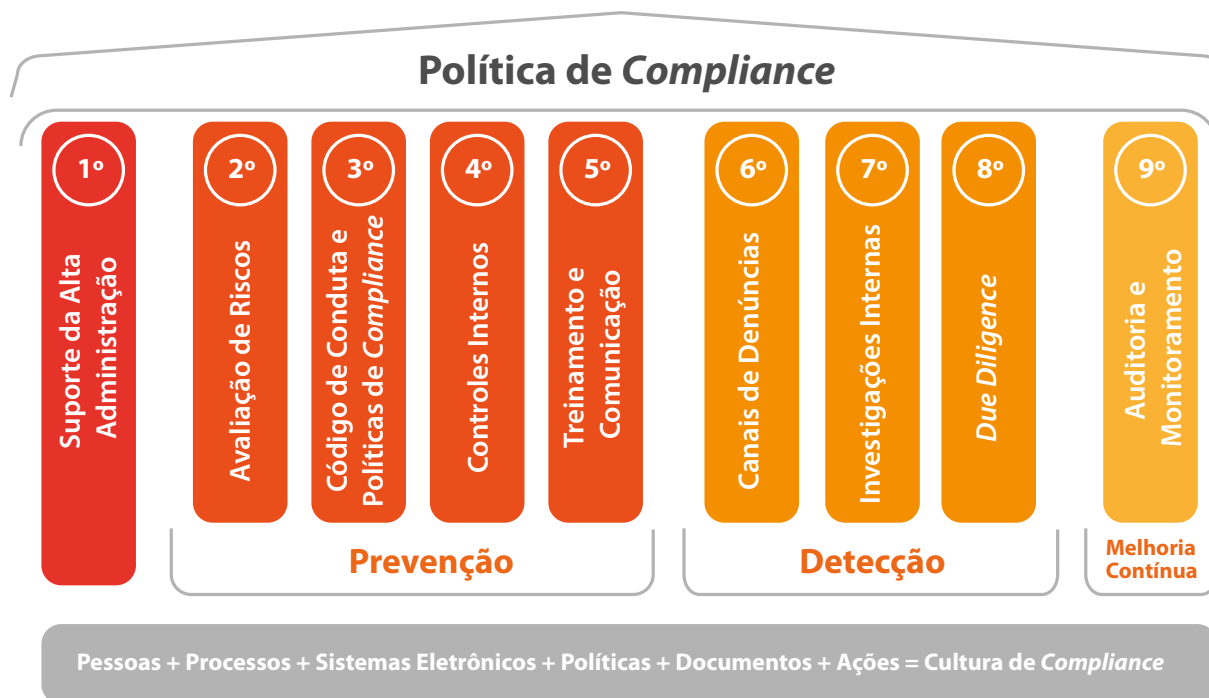 Política de Compliance
1º
Suporte da Alta
Administração
2º
Avaliação de Riscos
3º
Código de Conduta e
Políticas de Compliance
4º
Controles Internos
5º
Treinamento e
Comunicação
6º
Canais de Denúncias
7º
Investigações Internas
8º
Due Diligence
9º
Auditoria e
Monitoramento
Prevenção
Detecção
Melhoria
Contínua
Pessoas + Processos + Sistemas Eletrônicos + Políticas + Documentos + Ações = Cultura de Compliance